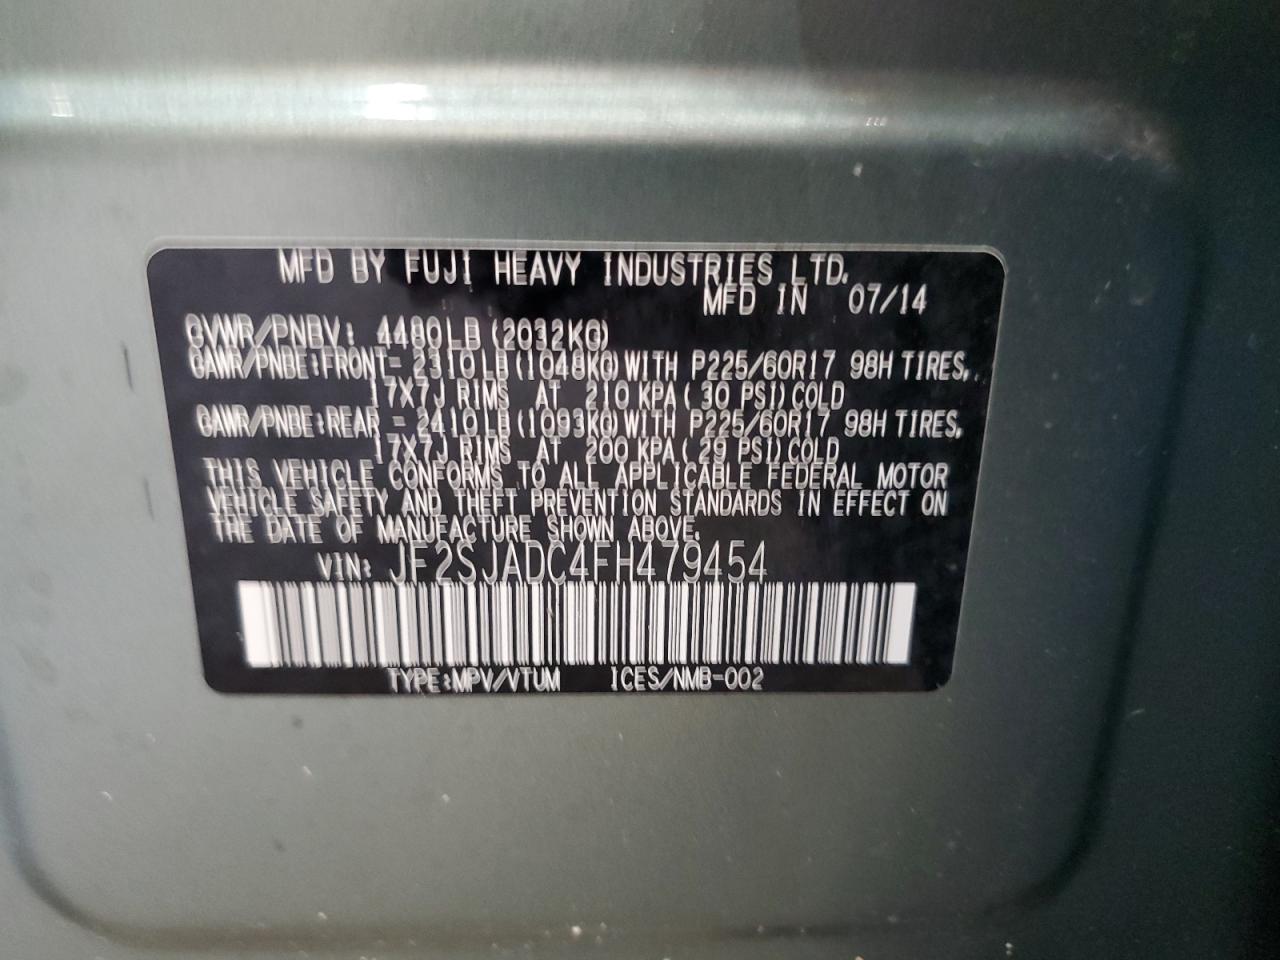 MFD BY FUJI HEAVY INDUSTRIES LTD.
MFD IN 07/14
GVWR/PNBV: 4480LB(2032KG)
GAWR/PNBE:FRONT- 2310LB(1048KG)WITH P225/60R17 98H TIRES,
17X7J RIMS AT 210 KPA(30 PSI)COLD
GAWR/PNBE:REAR - 2410LB(1093KG)WITH P225/60R17 98H TIRES,
17X7J RIMS AT 200 KPA(29 PSI)COLD
THIS VEHICLE CONFORMS TO ALL APPLICABLE FEDERAL MOTOR
VEHICLE SAFETY AND THEFT PREVENTION STANDARDS IN EFFECT ON
THE DATE OF MANUFACTURE SHOWN ABOVE.
VIN: JF2SJADC4FH479454
TYPE:MPV/VTUM ICES/NMB-002